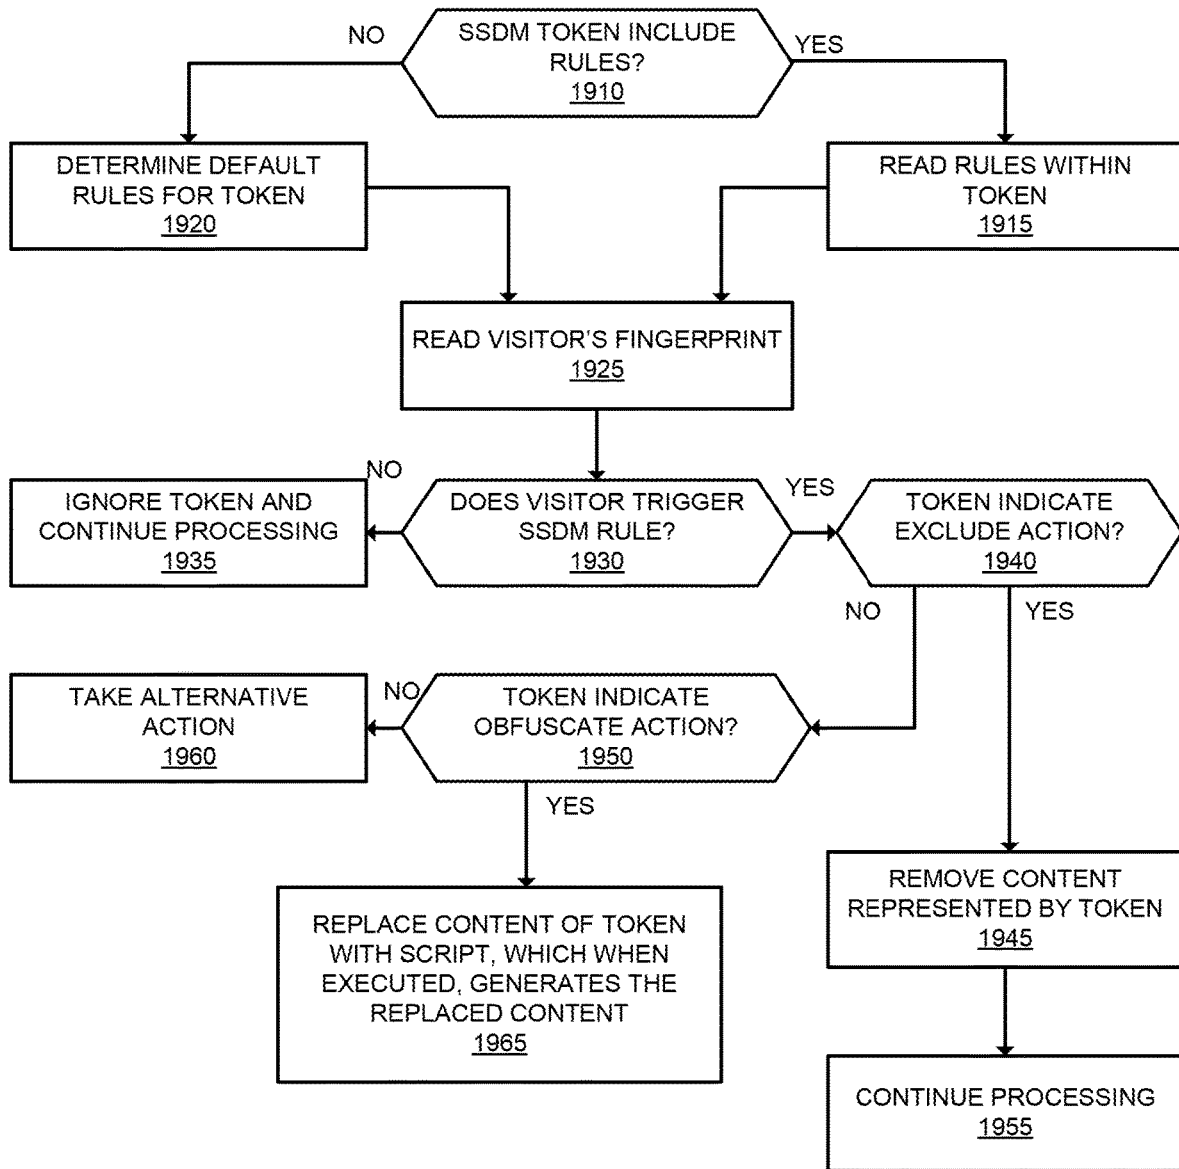 NO
SSDM TOKEN INCLUDE
RULES?
1910
YES
DETERMINE DEFAULT
RULES FOR TOKEN
1920
READ RULES WITHIN
TOKEN
1915
READ VISITOR'S FINGERPRINT
1925
NO
IGNORE TOKEN AND
CONTINUE PROCESSING
1935
DOES VISITOR TRIGGER
SSDM RULE?
1930
YES
TOKEN INDICATE
EXCLUDE ACTION?
1940
NO
YES
TAKE ALTERNATIVE
ACTION
1960
NO
TOKEN INDICATE
OBFUSCATE ACTION?
1950
YES
REPLACE CONTENT OF TOKEN
WITH SCRIPT, WHICH WHEN
EXECUTED, GENERATES THE
REPLACED CONTENT
1965
REMOVE CONTENT
REPRESENTED BY TOKEN
1945
CONTINUE PROCESSING
1955